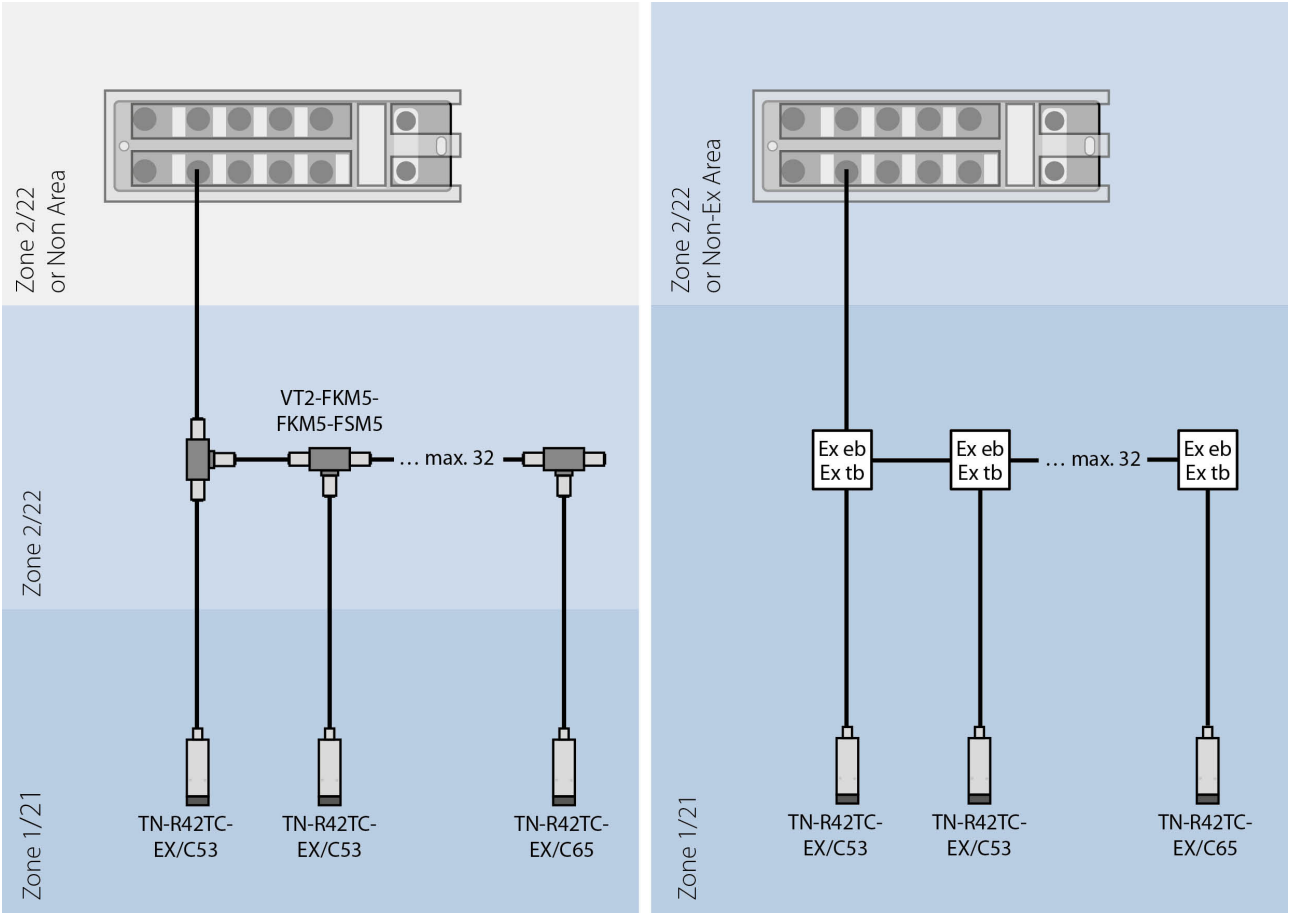 Zone 2/22
or Non Area
VT2-FKM5-
FKM5-FSM5
... max. 32
Zone 2/22
Zone 1/21
TN-R42TC-
EX/C53
TN-R42TC-
EX/C53
TN-R42TC-
EX/C65
Zone 2/22
or Non-Ex Area
Ex eb
Ex tb
Ex eb
Ex tb
... max. 32
Ex eb
Ex tb
Zone 1/21
TN-R42TC-
EX/C53
TN-R42TC-
EX/C53
TN-R42TC-
EX/C65